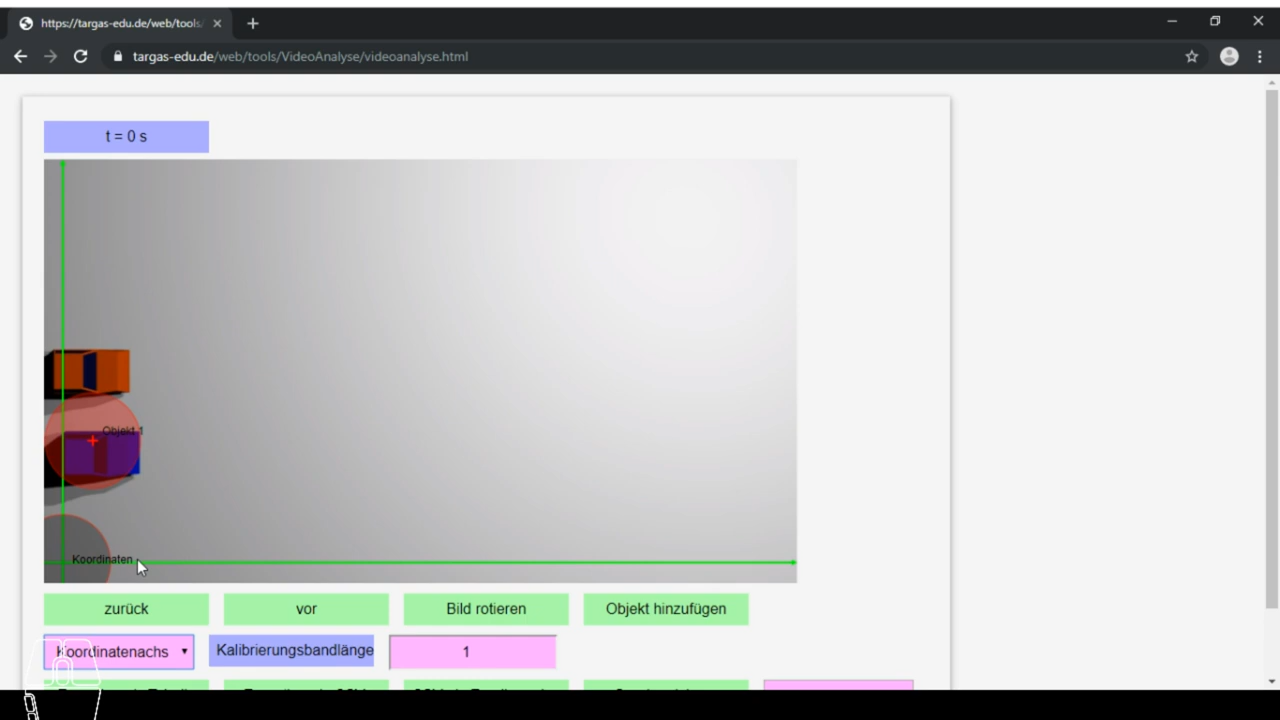 https://targas-edu.de/web/tools/
targas-edu.de/web/tools/VideoAnalyse/videoanalyse.html
t = 0 s
Objekt 1
Koordinaten
zurück vor Bild rotieren Objekt hinzufügen
Koordinatenachs Kalibrierungsbandlänge 1